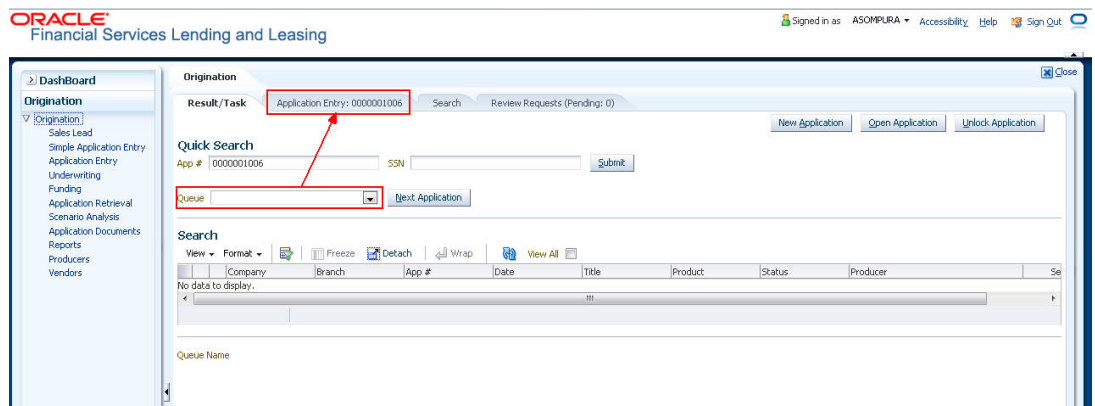 ORACLE
Financial Services Lending and Leasing
Signed in as ASOMPURA Accessibility Help Sign Out
Close
DashBoard
Origination
Origination
Sales Lead
Simple Application Entry
Application Entry
Underwriting
Funding
Application Retrieval
Scenario Analysis
Application Documents
Reports
Producers
Vendors
Origination
Result/Task Application Entry: 0000001006 Search Review Requests (Pending: 0)
New Application Open Application Unlock Application
Quick Search
App # 0000001006 SSN Submit
Queue Next Application
Search
View Format Freeze Detach Wrap View All
Company Branch App # Date Title Product Status Producer Se
No data to display.
Queue Name